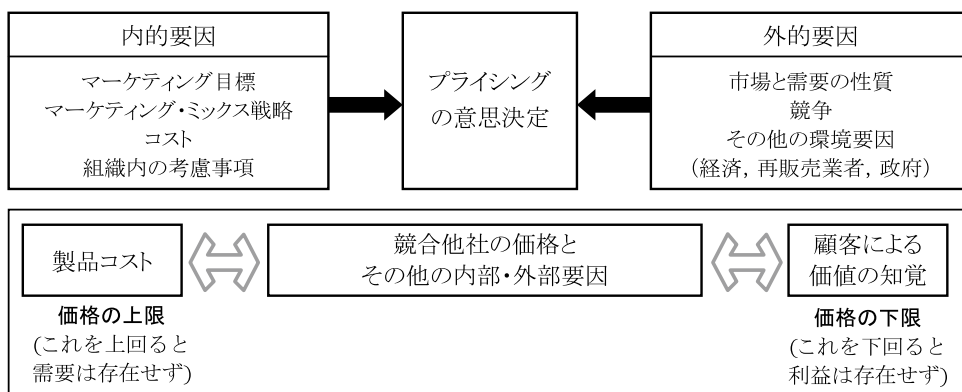 内的要因
マーケティング目標
マーケティング・ミックス戦略
コスト
組織内の考慮事項
プライシング
の意思決定
外的要因
市場と需要の性質
競争
その他の環境要因
（経済, 再販売業者, 政府）
製品コスト
価格の上限
(これを上回ると
需要は存在せず)
競合他社の価格と
その他の内部・外部要因
顧客による
価値の知覚
価格の下限
(これを下回ると
利益は存在せず)